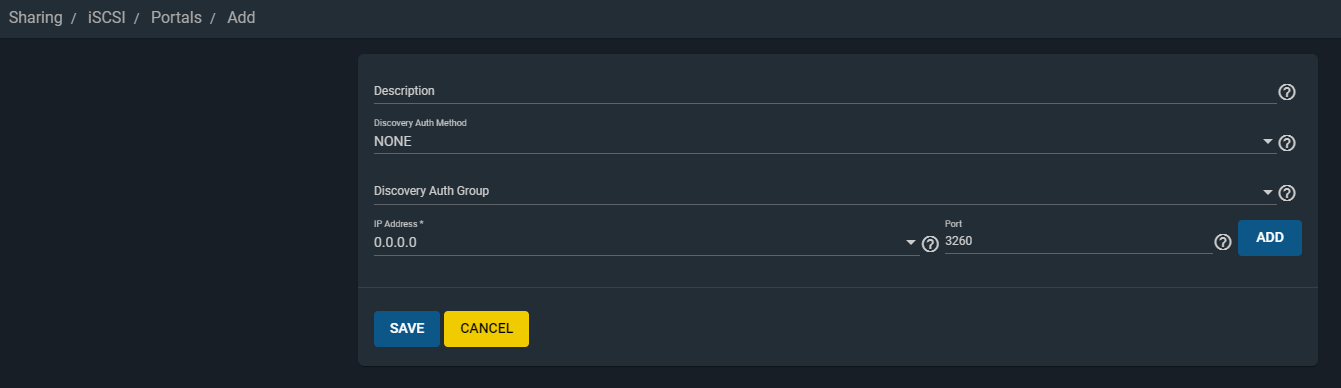 Sharing / iSCSI / Portals / Add
Description
Discovery Auth Method
NONE
Discovery Auth Group
IP Address * Port
0.0.0.0 3260 ADD
SAVE CANCEL